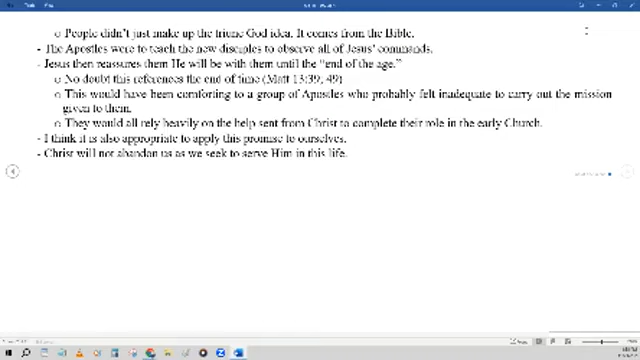 o People didn't just make up the triune God idea. It comes from the Bible.
- The Apostles were to teach the new disciples to observe all of Jesus' commands.
- Jesus then reassures them He will be with them until the “end of the age.”
o No doubt this references the end of time (Matt 13:39, 49)
o This would have been comforting to a group of Apostles who probably felt inadequate to carry out the mission
given to them.
o They would all rely heavily on the help sent from Christ to complete their role in the early Church.
- I think it is also appropriate to apply this promise to ourselves.
- Christ will not abandon us as we seek to serve Him in this life.